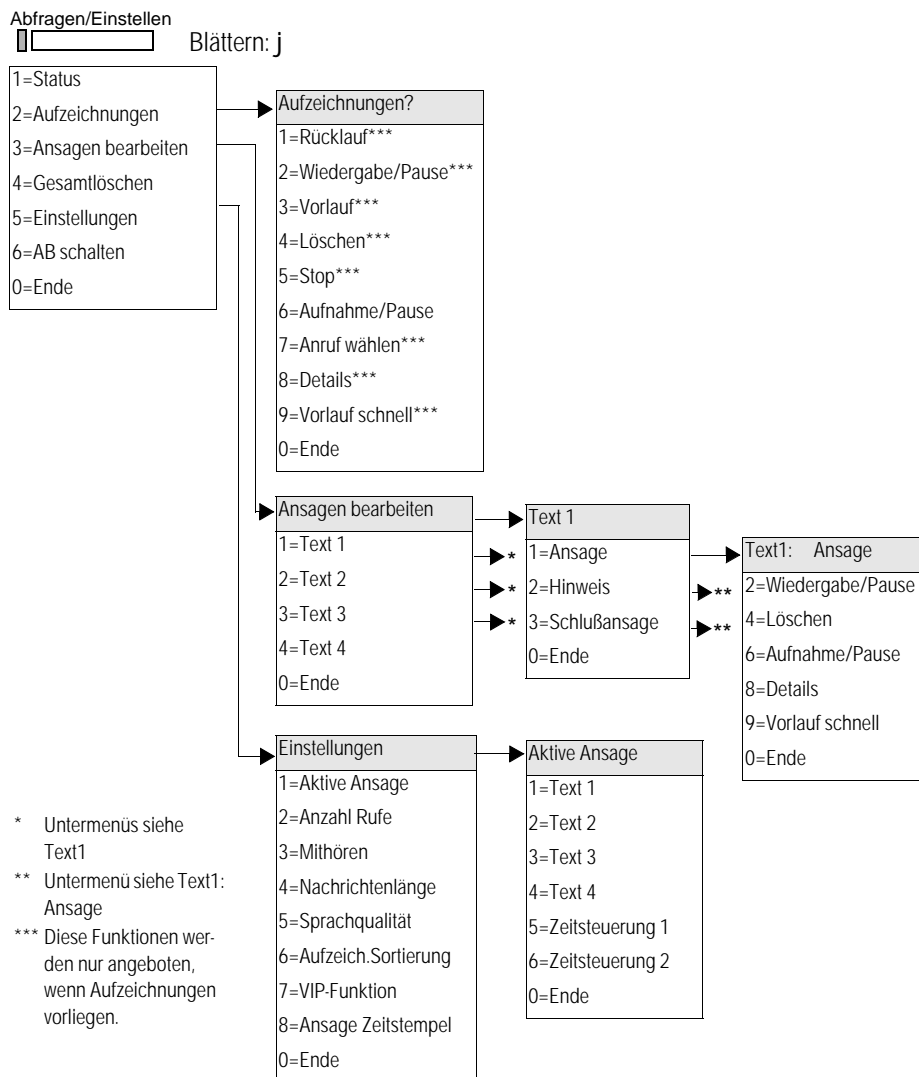 Abfragen/Einstellen
Blättern: j
1=Status
2=Aufzeichnungen
3=Ansagen bearbeiten
4=Gesamtlöschen
5=Einstellungen
6=AB schalten
0=Ende
Aufzeichnungen?
1=Rücklauf***
2=Wiedergabe/Pause***
3=Vorlauf***
4=Löschen***
5=Stop***
6=Aufnahme/Pause
7=Anruf wählen***
8=Details***
9=Vorlauf schnell***
0=Ende
Ansagen bearbeiten
1=Text 1
2=Text 2
3=Text 3
4=Text 4
0=Ende
*
*
*
Text 1
1=Ansage
2=Hinweis
3=Schlußansage
0=Ende
**
**
Text1: Ansage
2=Wiedergabe/Pause
4=Löschen
6=Aufnahme/Pause
8=Details
9=Vorlauf schnell
0=Ende
Einstellungen
1=Aktive Ansage
2=Anzahl Rufe
3=Mithören
4=Nachrichtenlänge
5=Sprachqualität
6=Aufzeich.Sortierung
7=VIP-Funktion
8=Ansage Zeitstempel
0=Ende
Aktive Ansage
1=Text 1
2=Text 2
3=Text 3
4=Text 4
5=Zeitsteuerung 1
6=Zeitsteuerung 2
0=Ende
* Untermenüs siehe
Text1
** Untermenü siehe Text1:
Ansage
*** Diese Funktionen wer-
den nur angeboten,
wenn Aufzeichnungen
vorliegen.